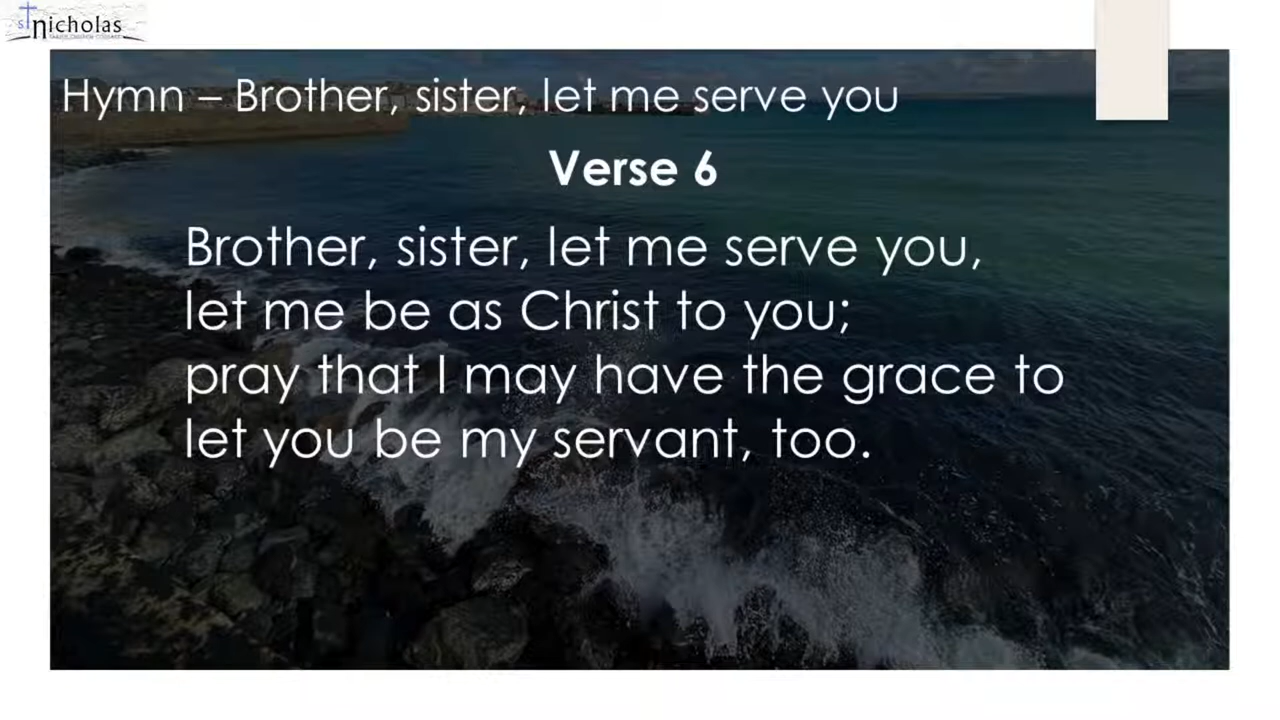 St Nicholas
Hymn – Brother, sister, let me serve you
Verse 6
Brother, sister, let me serve you,
let me be as Christ to you;
pray that I may have the grace to
let you be my servant, too.